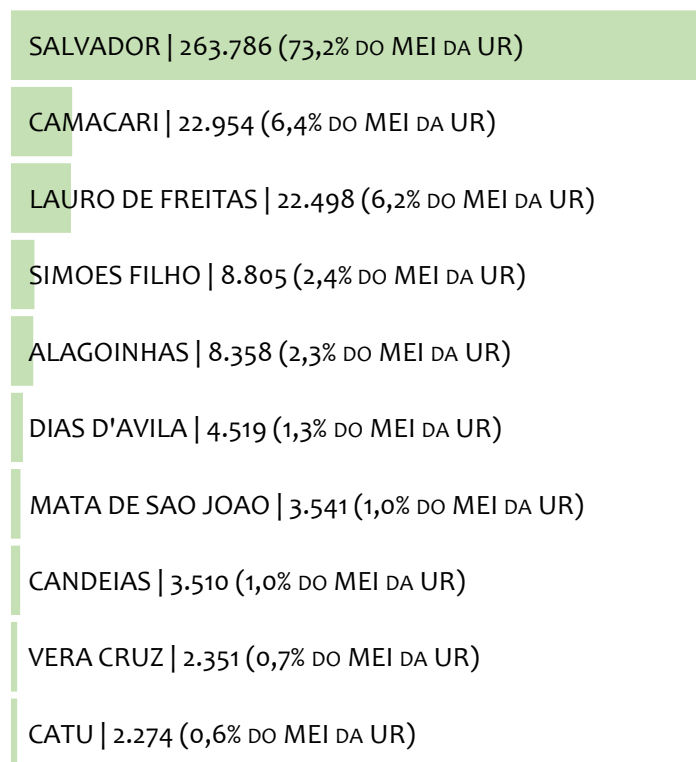 SALVADOR | 263.786 (73,2% DO MEI DA UR)
CAMACARI | 22.954 (6,4% DO MEI DA UR)
LAURO DE FREITAS | 22.498 (6,2% DO MEI DA UR)
SIMOES FILHO | 8.805 (2,4% DO MEI DA UR)
ALAGOINHAS | 8.358 (2,3% DO MEI DA UR)
DIAS D'AVILA | 4.519 (1,3% DO MEI DA UR)
MATA DE SAO JOAO | 3.541 (1,0% DO MEI DA UR)
CANDEIAS | 3.510 (1,0% DO MEI DA UR)
VERA CRUZ | 2.351 (0,7% DO MEI DA UR)
CATU | 2.274 (0,6% DO MEI DA UR)